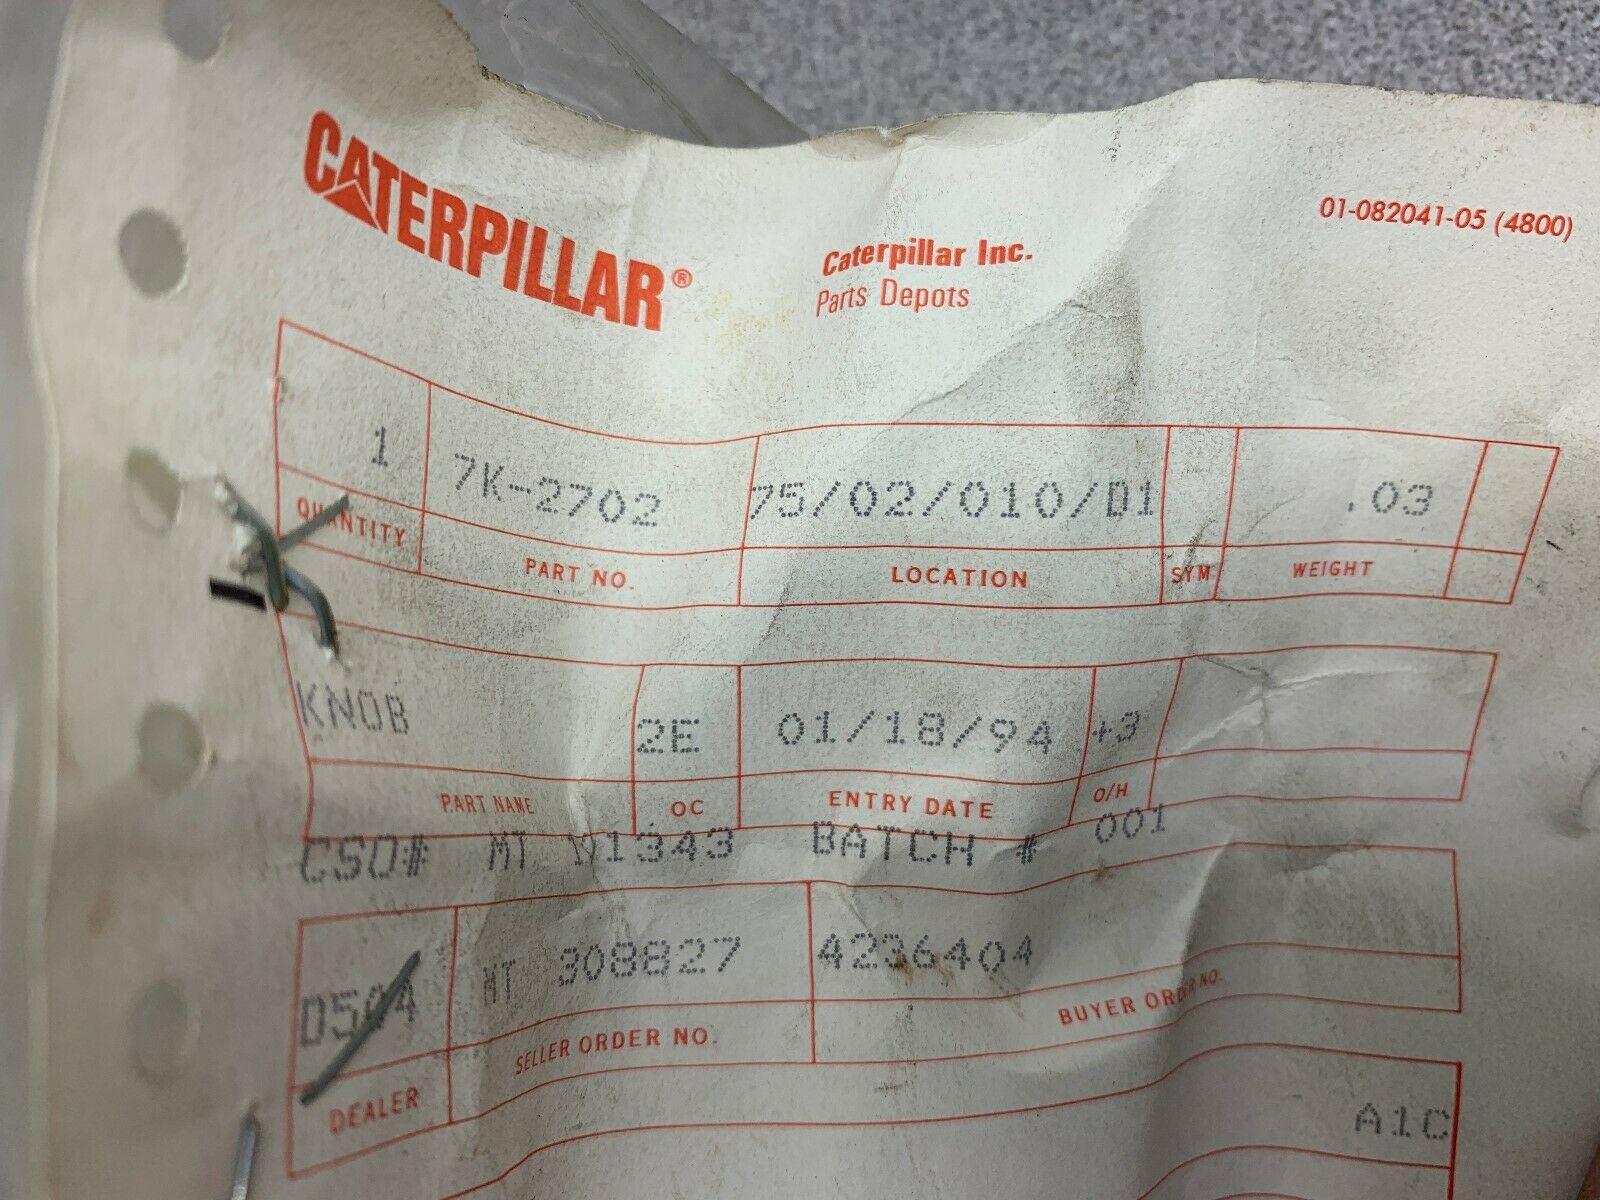 CATERPILLAR®
Caterpillar Inc.
Parts Depots
01-082041-05 (4800)
1 7K-2702 75/02/010/D1 .03
QUANTITY PART NO. LOCATION SYM WEIGHT
KNOB 2E 01/18/94 +3
PART NAME OC ENTRY DATE O/H
CSO# MT BATCH # 001
MT 308827 4236404
DEALER SELLER ORDER NO. BUYER ORDER NO.
A1C